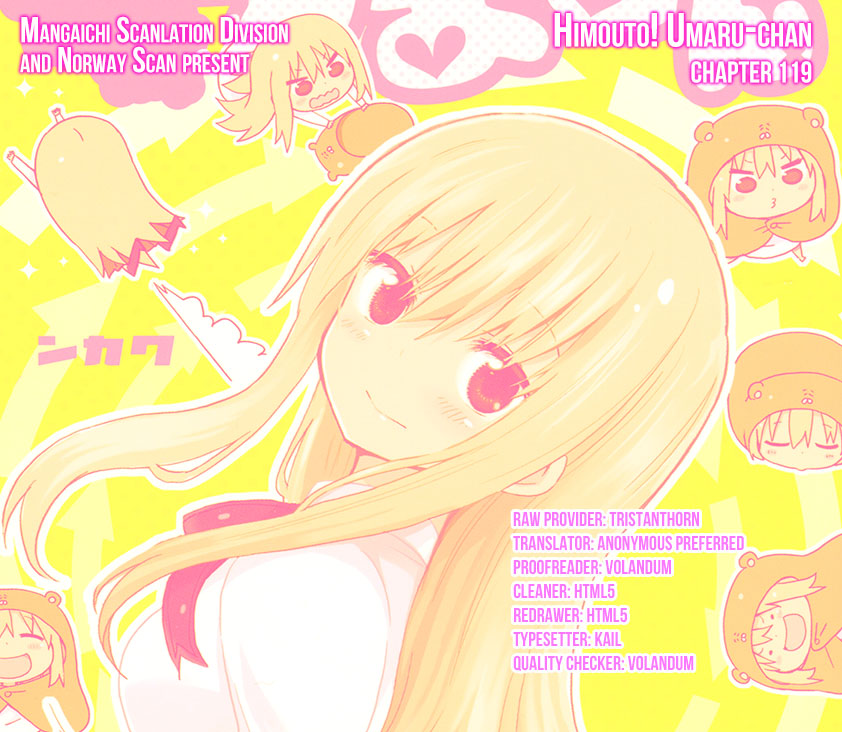 Mangaichi Scanlation Division
and Norway Scan present
Himouto! Umaru-chan
chapter 119
ンカワ
Raw Provider: Tristanthorn
Translator: Anonymous Preferred
Proofreader: Volandum
Cleaner: HTML5
Redrawer: HTML5
Typesetter: Kail
Quality Checker: Volandum